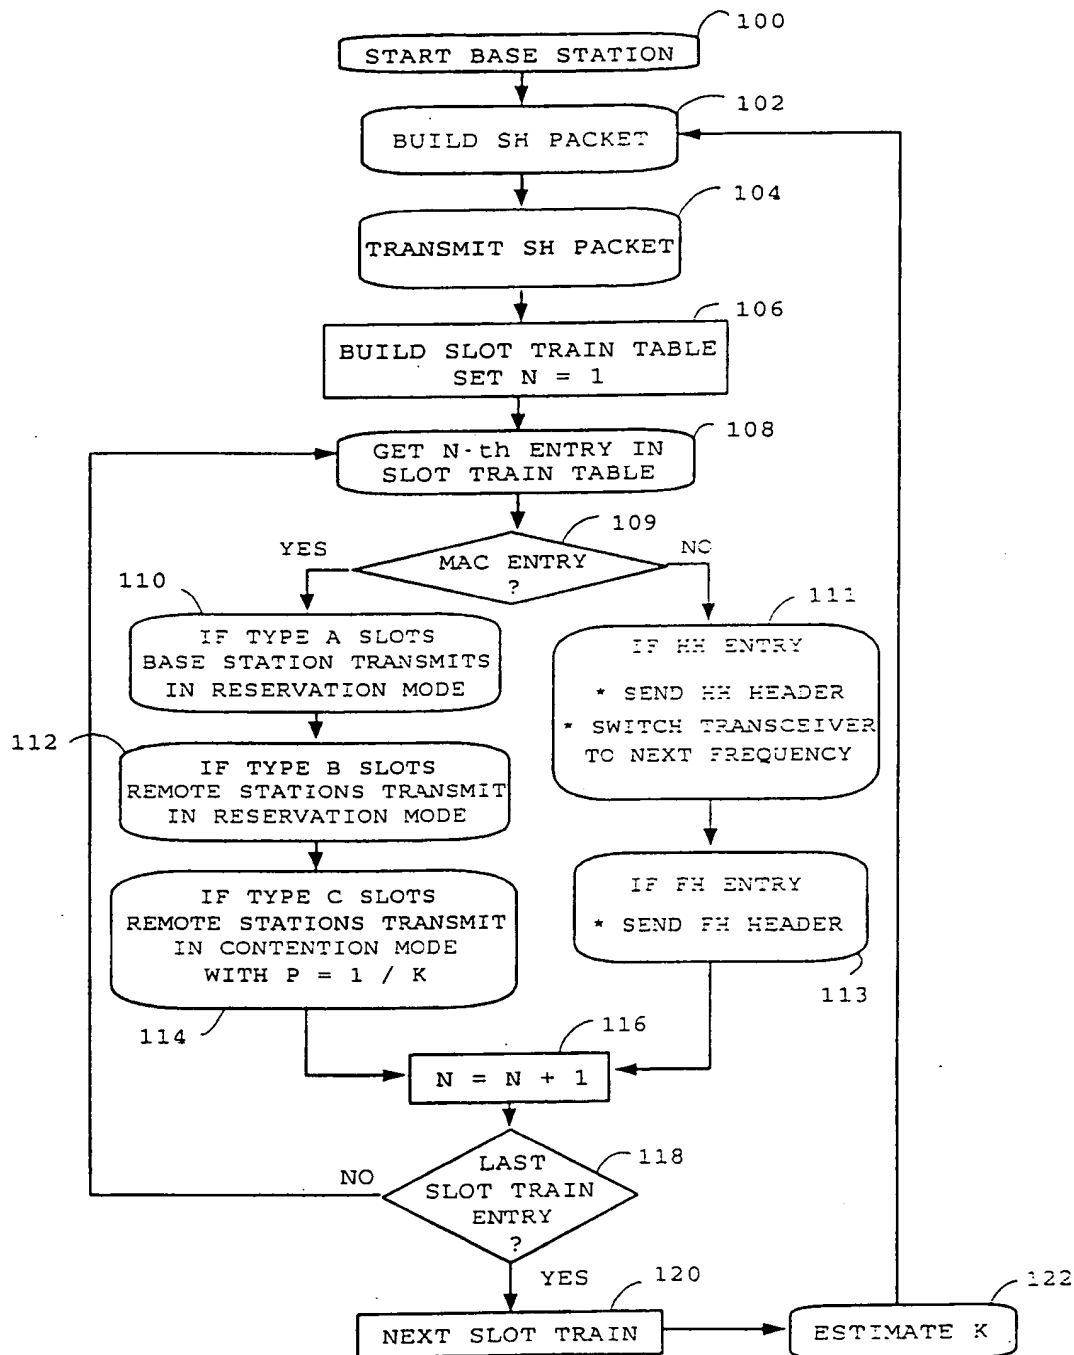 100
START BASE STATION
102
BUILD SH PACKET
104
TRANSMIT SH PACKET
106
BUILD SLOT TRAIN TABLE
SET N = 1
108
GET N-th ENTRY IN
SLOT TRAIN TABLE
109
YES
MAC ENTRY
?
NO
110
IF TYPE A SLOTS
BASE STATION TRANSMITS
IN RESERVATION MODE
111
IF HH ENTRY
* SEND HH HEADER
* SWITCH TRANSCEIVER
TO NEXT FREQUENCY
112
IF TYPE B SLOTS
REMOTE STATIONS TRANSMIT
IN RESERVATION MODE
IF TYPE C SLOTS
REMOTE STATIONS TRANSMIT
IN CONTENTION MODE
WITH P = 1 / K
114
IF FH ENTRY
* SEND FH HEADER
113
116
N = N + 1
118
NO
LAST
SLOT TRAIN
ENTRY
?
YES
120
NEXT SLOT TRAIN
122
ESTIMATE K